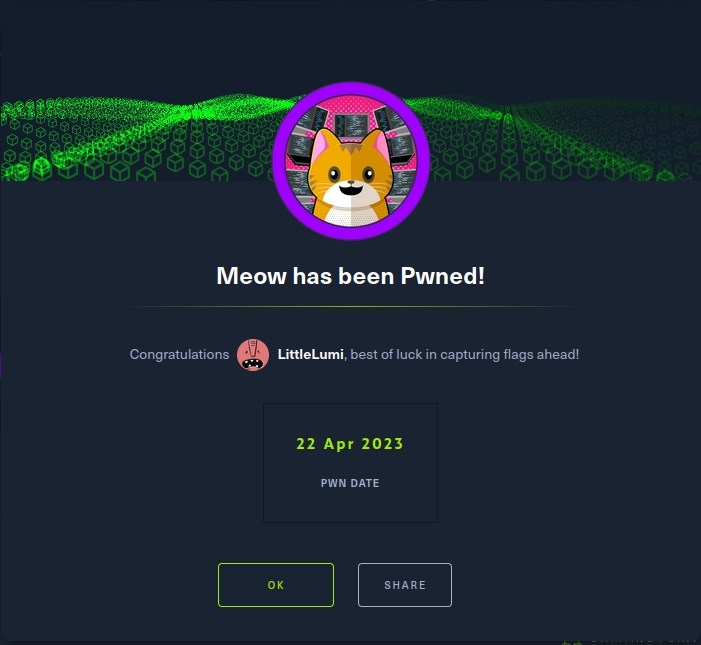 Meow has been Pwned!
Congratulations LittleLumi, best of luck in capturing flags ahead!
22 Apr 2023
PWN DATE
OK SHARE